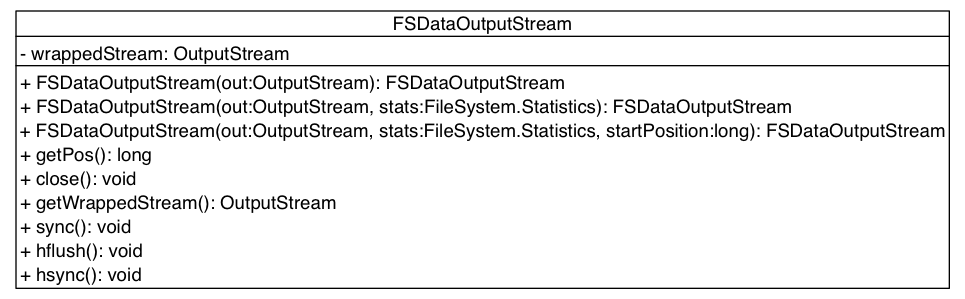 FSDataOutputStream
- wrappedStream: OutputStream
+ FSDataOutputStream(out:OutputStream): FSDataOutputStream
+ FSDataOutputStream(out:OutputStream, stats:FileSystem.Statistics): FSDataOutputStream
+ FSDataOutputStream(out:OutputStream, stats:FileSystem.Statistics, startPosition:long): FSDataOutputStream
+ getPos(): long
+ close(): void
+ getWrappedStream(): OutputStream
+ sync(): void
+ hflush(): void
+ hsync(): void